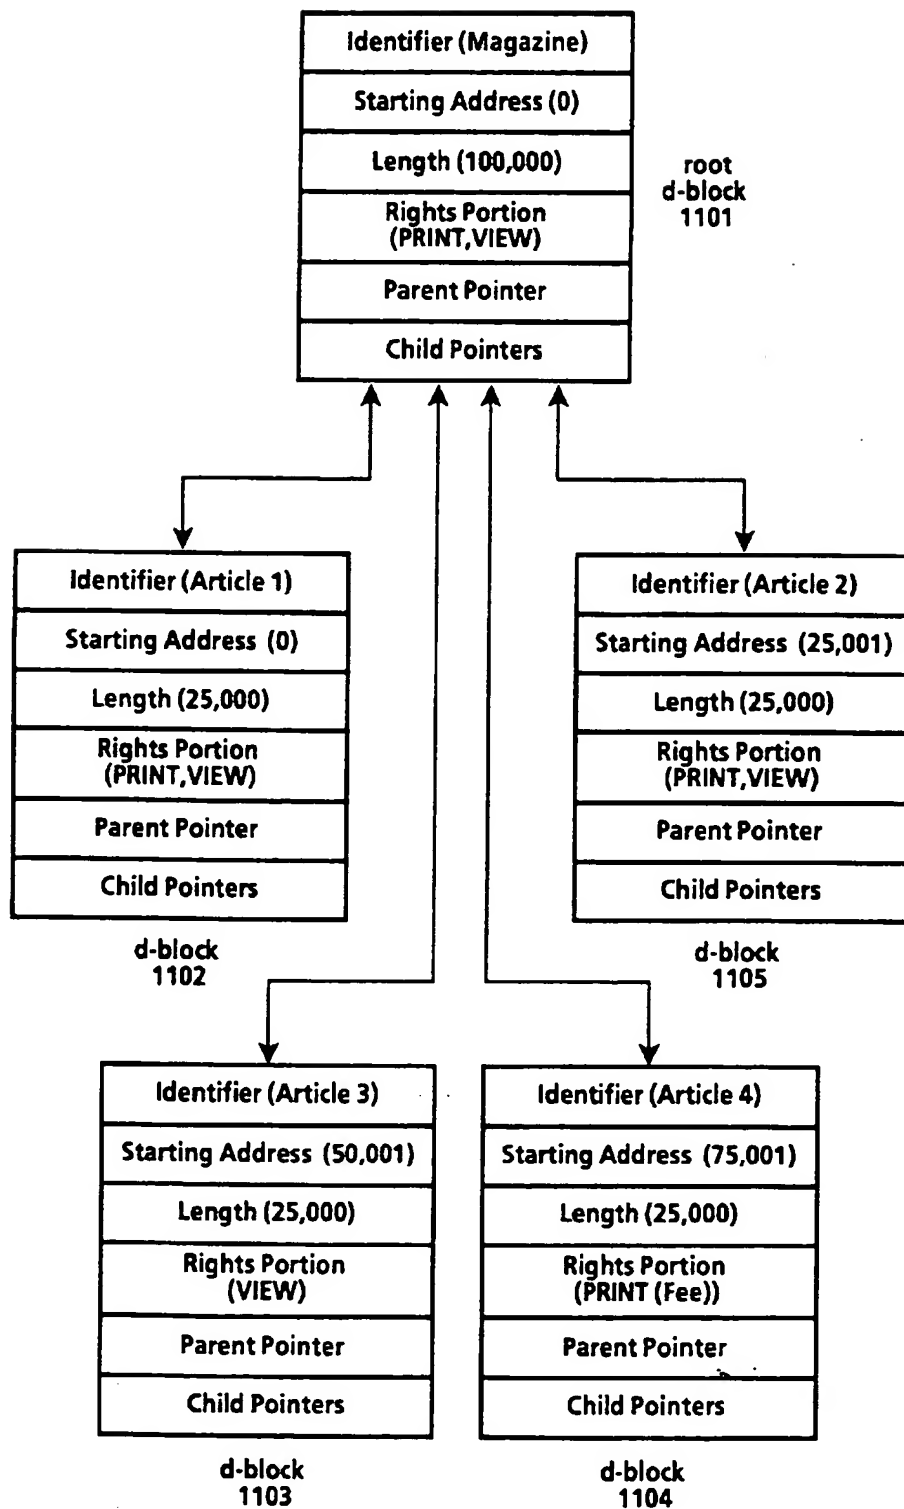 Identifier (Magazine)
Starting Address (0)
Length (100,000)
Rights Portion
(PRINT,VIEW)
Parent Pointer
Child Pointers
root
d-block
1101
Identifier (Article 1)
Starting Address (0)
Length (25,000)
Rights Portion
(PRINT,VIEW)
Parent Pointer
Child Pointers
d-block
1102
Identifier (Article 2)
Starting Address (25,001)
Length (25,000)
Rights Portion
(PRINT,VIEW)
Parent Pointer
Child Pointers
d-block
1105
Identifier (Article 3)
Starting Address (50,001)
Length (25,000)
Rights Portion
(VIEW)
Parent Pointer
Child Pointers
d-block
1103
Identifier (Article 4)
Starting Address (75,001)
Length (25,000)
Rights Portion
(PRINT (Fee))
Parent Pointer
Child Pointers
d-block
1104